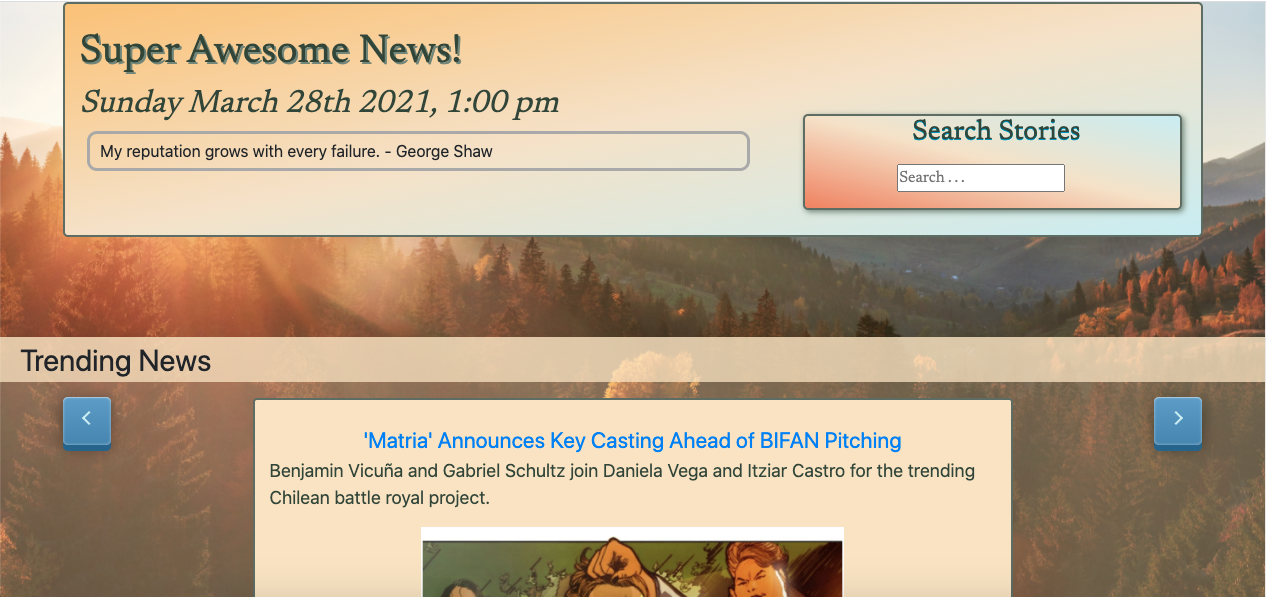 Super Awesome News!
Sunday March 28th 2021, 1:00 pm
My reputation grows with every failure. - George Shaw
Search Stories
Search . . .
Trending News
'Matria' Announces Key Casting Ahead of BIFAN Pitching
Benjamin Vicuña and Gabriel Schultz join Daniela Vega and Itziar Castro for the trending
Chilean battle royal project.